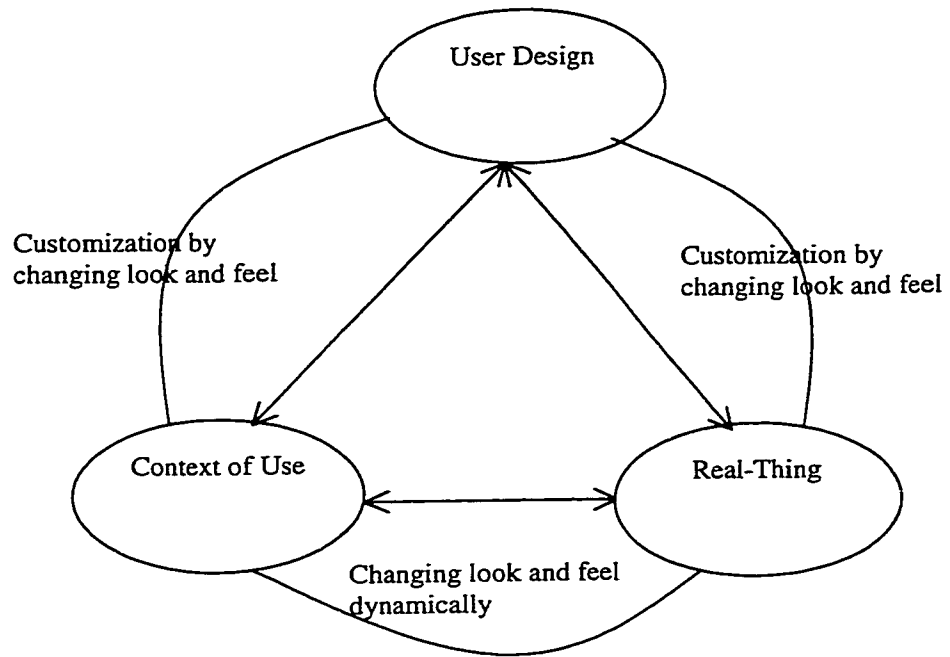 User Design
Customization by
changing look and feel
Customization by
changing look and feel
Context of Use
Real-Thing
Changing look and feel
dynamically